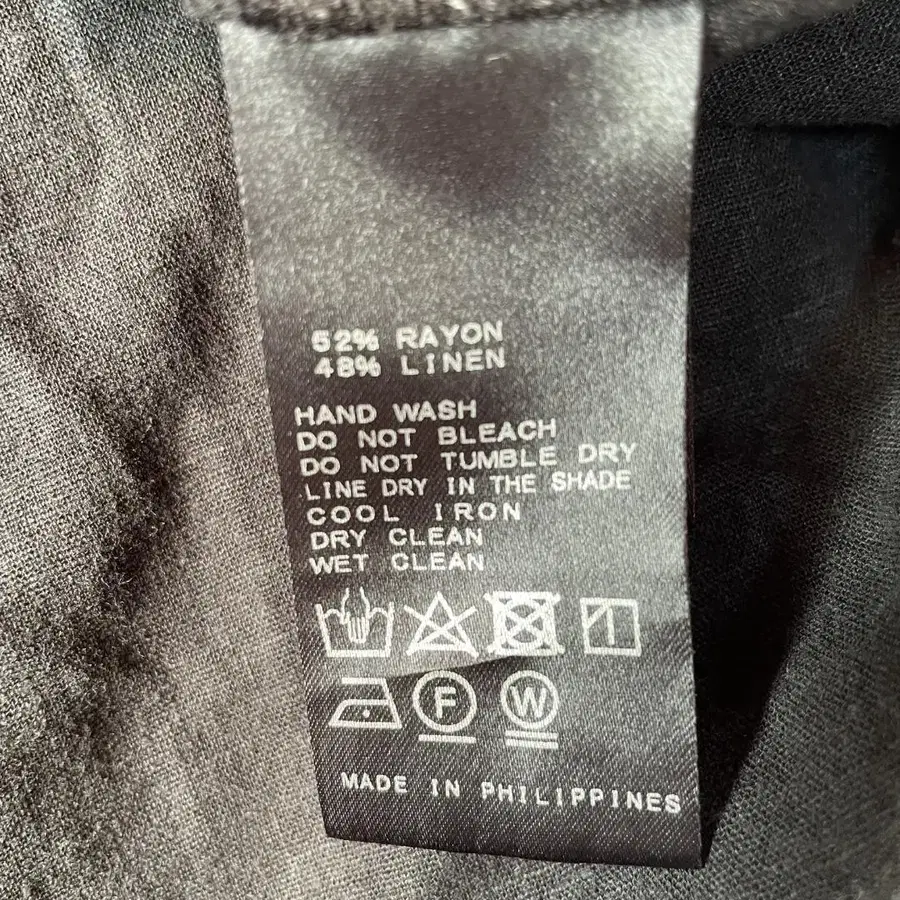 52% RAYON
48% LINEN
HAND WASH
DO NOT BLEACH
DO NOT TUMBLE DRY
LINE DRY IN THE SHADE
COOL IRON
DRY CLEAN
WET CLEAN
F W
MADE IN PHILIPPINES